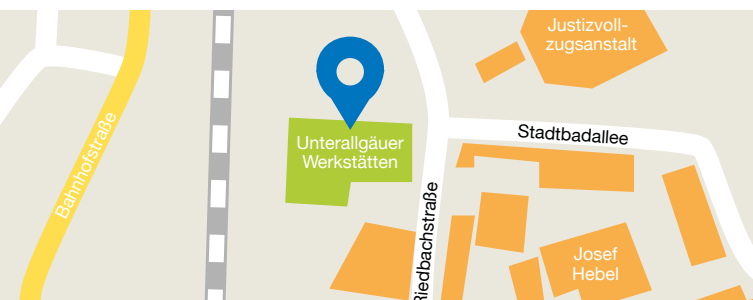 Justizvoll-
zugsanstalt
Stadtbadallee
Unterallgäuer
Werkstätten
Bahnhofstraße
Riedbachstraße
Josef
Hebel